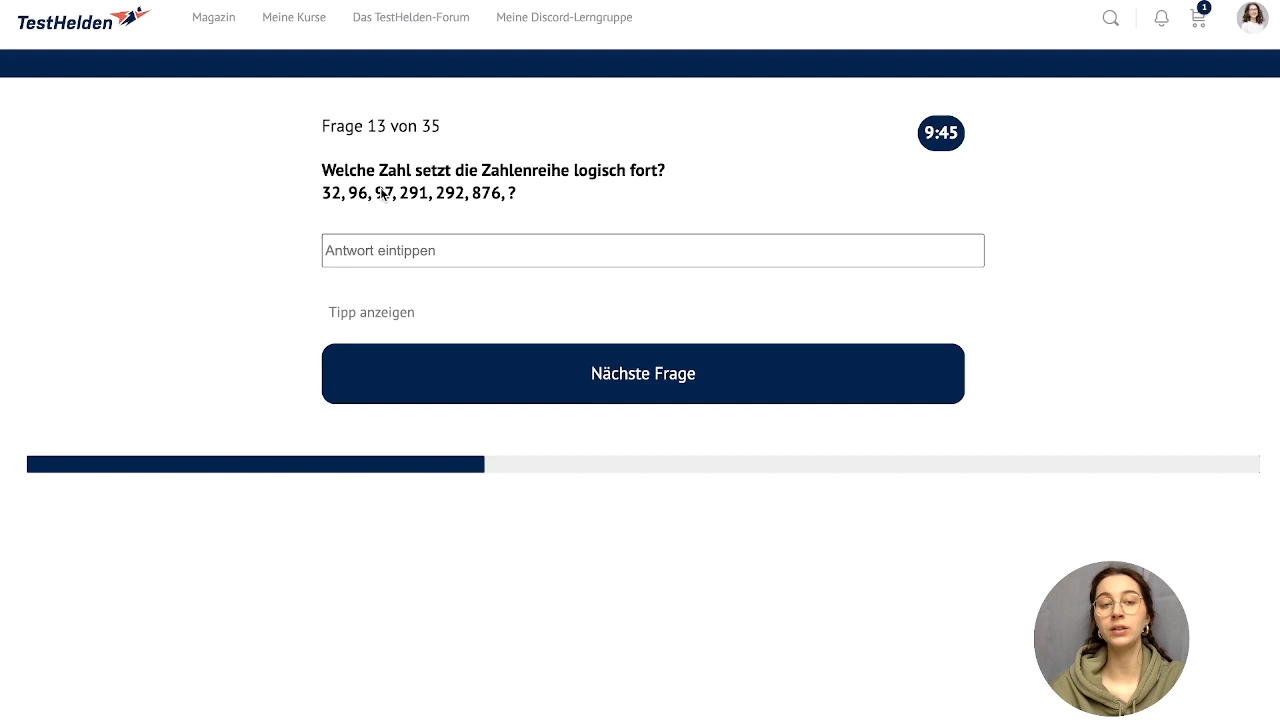 TestHelden
Magazin
Meine Kurse
Das TestHelden-Forum
Meine Discord-Lerngruppe
1
Frage 13 von 35
9:45
Welche Zahl setzt die Zahlenreihe logisch fort?
32, 96, 97, 291, 292, 876, ?
Antwort eintippen
Tipp anzeigen
Nächste Frage